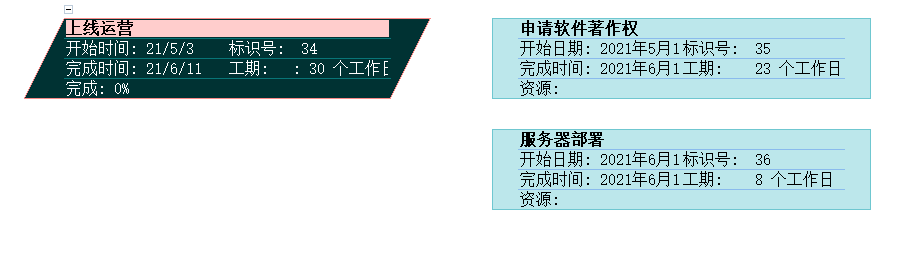 上线运营
开始时间: 21/5/3 标识号: 34
完成时间: 21/6/11 工期: : 30 个工作
完成: 0%
申请软件著作权
开始日期: 2021年5月1 标识号: 35
完成时间: 2021年6月1 工期: 23 个工作日
资源:
服务器部署
开始日期: 2021年6月1 标识号: 36
完成时间: 2021年6月1 工期: 8 个工作日
资源: